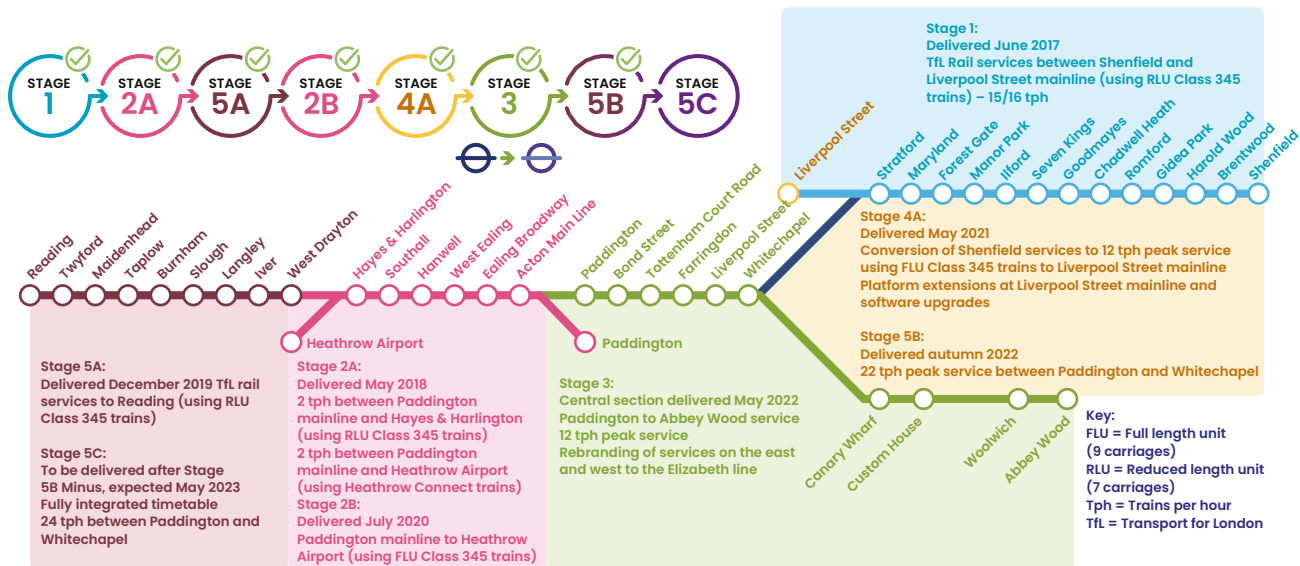 STAGE
1
STAGE
2A
STAGE
5A
STAGE
2B
STAGE
4A
STAGE
3
STAGE
5B
STAGE
5C
Stage 1:
Delivered June 2017
TfL Rail services between Shenfield and
Liverpool Street mainline (using RLU Class 345
trains) – 15/16 tph
Liverpool Street
Stratford
Maryland
Forest Gate
Manor Park
Ilford
Seven Kings
Goodmayes
Chadwell Heath
Romford
Gidea Park
Harold Wood
Brentwood
Shenfield
Reading
Twyford
Maidenhead
Taplow
Burnham
Slough
Langley
Iver
West Drayton
Hayes & Harlington
Southall
Hanwell
West Ealing
Ealing Broadway
Acton Main Line
Paddington
Bond Street
Tottenham Court Road
Farringdon
Liverpool Street
Whitechapel
Heathrow Airport
Paddington
Stage 4A:
Delivered May 2021
Conversion of Shenfield services to 12 tph peak service
using FLU Class 345 trains to Liverpool Street mainline
Platform extensions at Liverpool Street mainline and
software upgrades
Stage 5B:
Delivered autumn 2022
22 tph peak service between Paddington and Whitechapel
Stage 5A:
Delivered December 2019 TfL rail
services to Reading (using RLU
Class 345 trains)
Stage 5C:
To be delivered after Stage
5B Minus, expected May 2023
Fully integrated timetable
24 tph between Paddington and
Whitechapel
Stage 2A:
Delivered May 2018
2 tph between Paddington
mainline and Hayes & Harlington
(using RLU Class 345 trains)
2 tph between Paddington
mainline and Heathrow Airport
(using Heathrow Connect trains)
Stage 2B:
Delivered July 2020
Paddington mainline to Heathrow
Airport (using FLU Class 345 trains)
Stage 3:
Central section delivered May 2022
Paddington to Abbey Wood service
12 tph peak service
Rebranding of services on the east
and west to the Elizabeth line
Canary Wharf
Custom House
Woolwich
Abbey Wood
Key:
FLU = Full length unit
(9 carriages)
RLU = Reduced length unit
(7 carriages)
Tph = Trains per hour
TfL = Transport for London